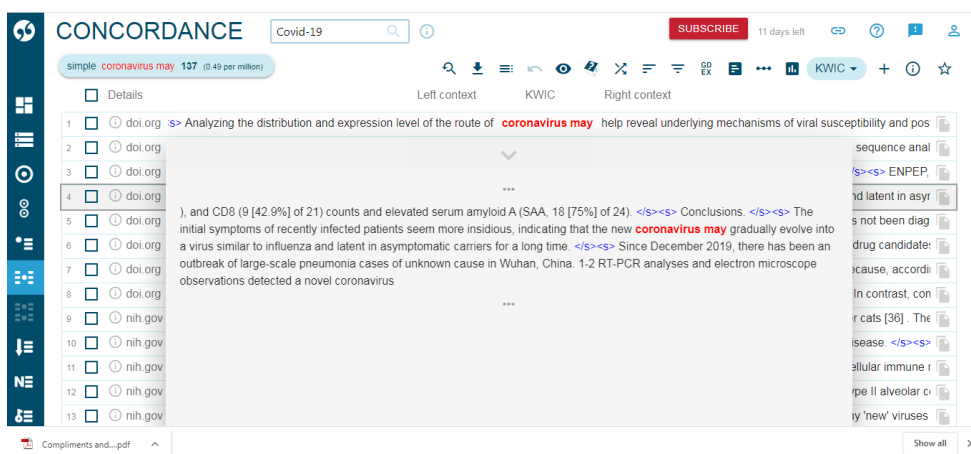 CONCORDANCE
Covid-19
SUBSCRIBE
11 days left
simple coronavirus may 137 (0.49 per million)
GD
EX
KWIC
Details Left context KWIC Right context
1 doi.org :s> Analyzing the distribution and expression level of the route of coronavirus may help reveal underlying mechanisms of viral susceptibility and pos
2 doi.org sequence anal
3 doi.org /s><s> ENPEP,
4 doi.org nd latent in asyr
5 doi.org s not been diag
6 doi.org drug candidate:
7 doi.org ecause, accordi
8 doi.org In contrast, con
9 nih.gov r cats [36] . The
10 nih.gov isease. </s><s>
11 nih.gov ellular immune r
12 nih.gov ype II alveolar c
13 nih.gov ny 'new' viruses
...
), and CD8 (9 [42.9%] of 21) counts and elevated serum amyloid A (SAA, 18 [75%] of 24). </s><s> Conclusions. </s><s> The
initial symptoms of recently infected patients seem more insidious, indicating that the new coronavirus may gradually evolve into
a virus similar to influenza and latent in asymptomatic carriers for a long time. </s><s> Since December 2019, there has been an
outbreak of large-scale pneumonia cases of unknown cause in Wuhan, China. 1-2 RT-PCR analyses and electron microscope
observations detected a novel coronavirus
...
NE
Compliments and....pdf
Show all